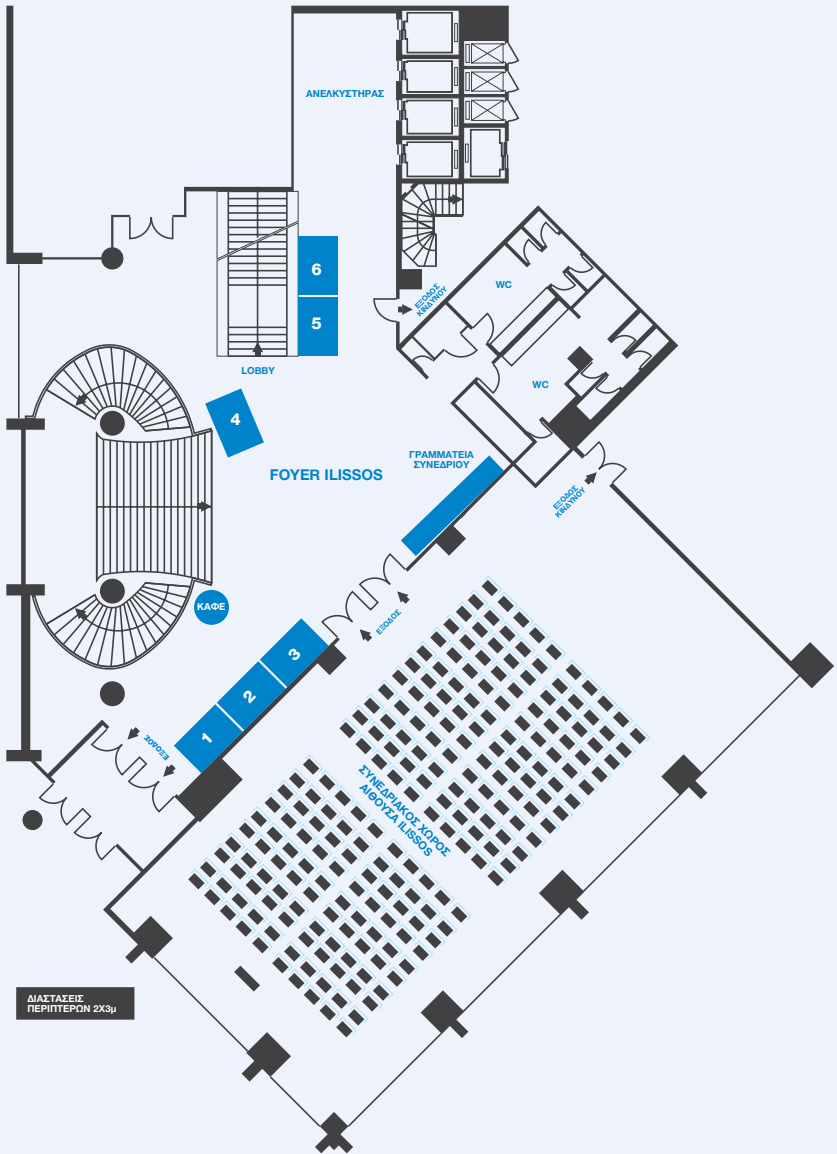 ΑΝΕΛΚΥΣΤΗΡΑΣ
6
5
WC
ΕΞΟΔΟΣ
ΚΙΝΔΥΝΟΥ
LOBBY
WC
4
ΓΡΑΜΜΑΤΕΙΑ
ΣΥΝΕΔΡΙΟΥ
FOYER ILISSOS
ΕΞΟΔΟΣ
ΚΙΝΔΥΝΟΥ
ΚΑΦΕ
ΕΞΟΔΟΣ
3
2
1
ΕΞΟΔΟΣ
ΣΥΝΕΔΡΙΑΚΟΣ ΧΩΡΟΣ
ΑΙΘΟΥΣΑ ILISSOS
ΔΙΑΣΤΑΣΕΙΣ
ΠΕΡΙΠΤΕΡΩΝ 2Χ3μ